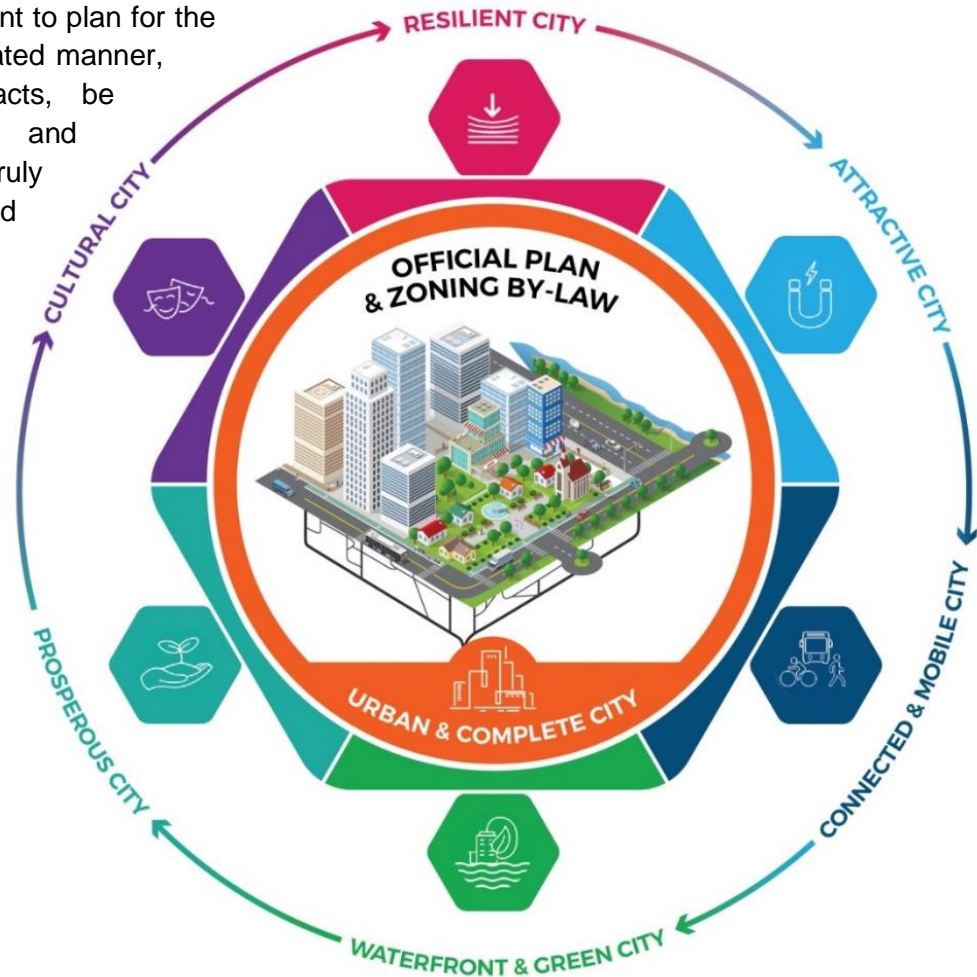 nt to plan for the
ated manner,
acts, be
and
ruly
d
RESILIENT CITY
ATTRACTIVE CITY
CONNECTED & MOBILE CITY
WATERFRONT & GREEN CITY
PROSPEROUS CITY
CULTURAL CITY
OFFICIAL PLAN
& ZONING BY-LAW
URBAN & COMPLETE CITY